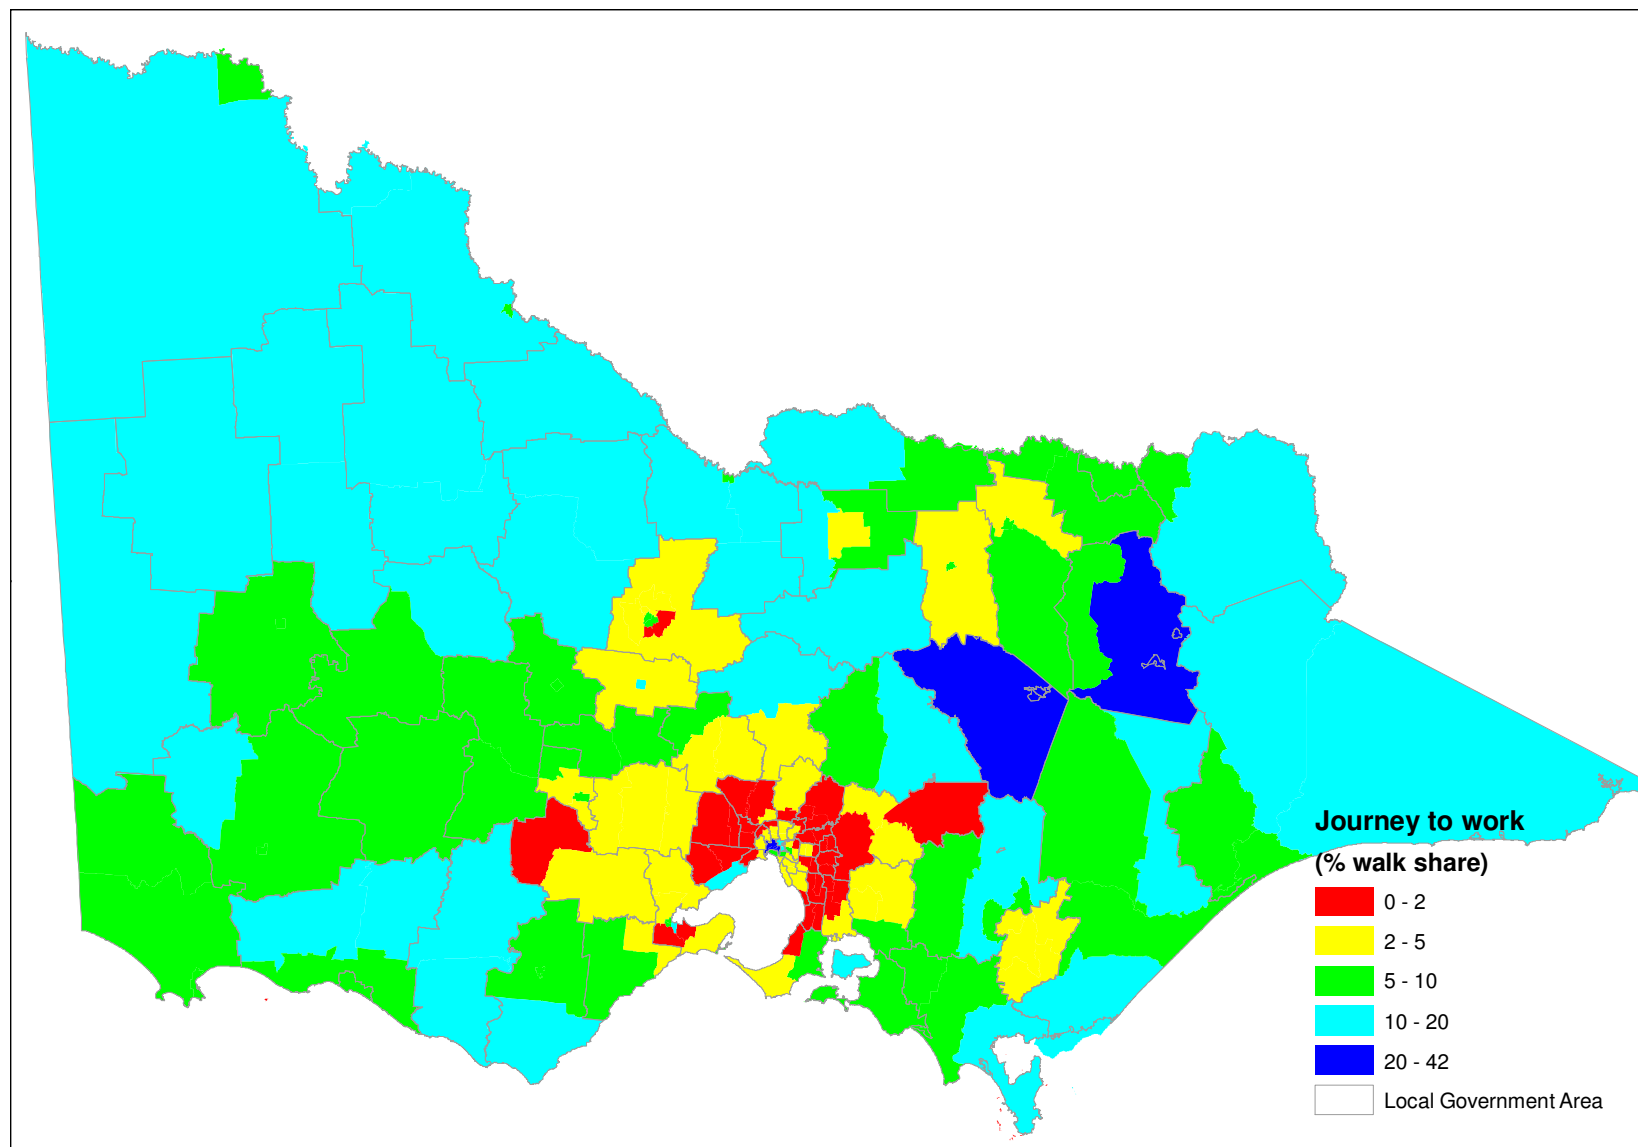 Journey to work
(% walk share)
0 - 2
2 - 5
5 - 10
10 - 20
20 - 42
Local Government Area